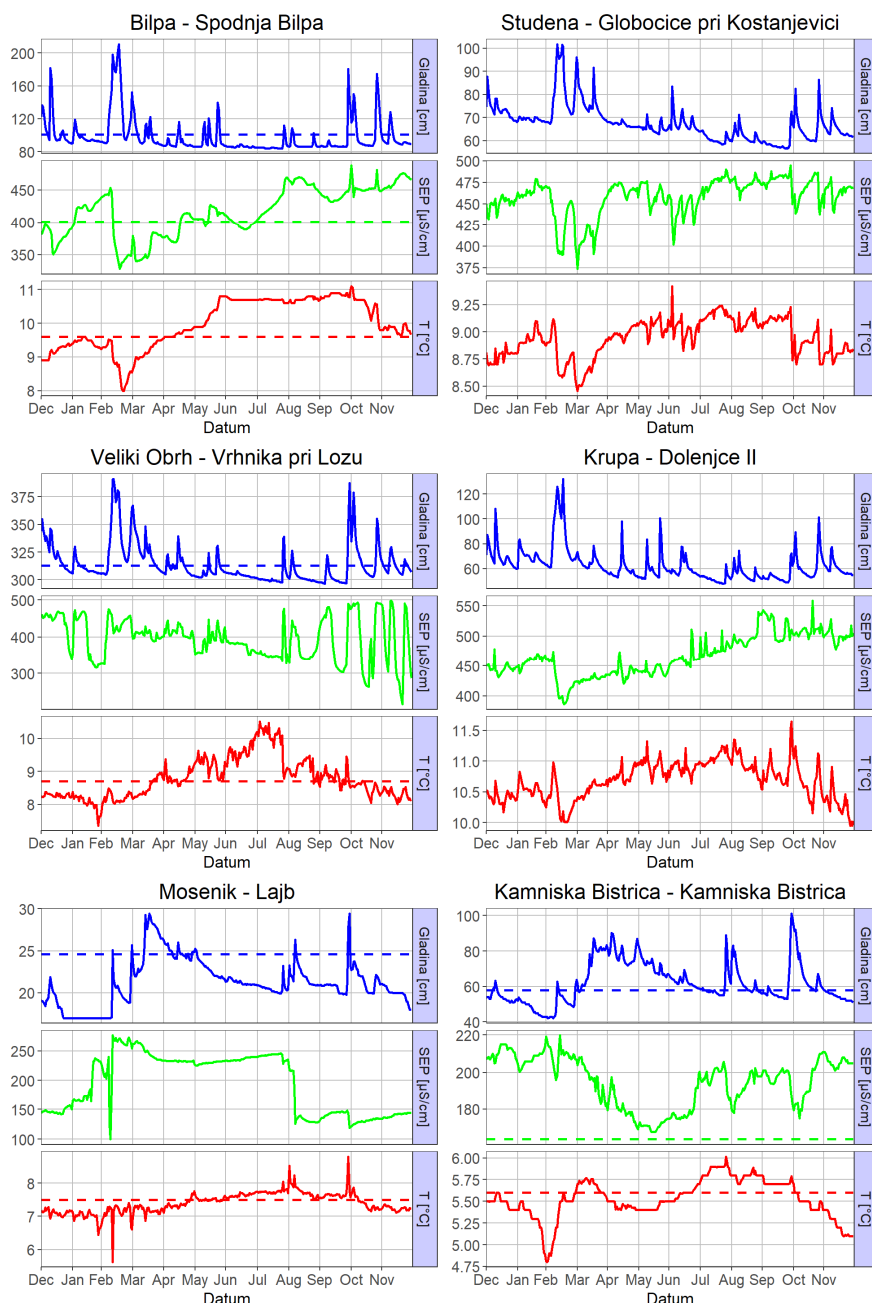 Bilpa - Spodnja Bilpa
200
160
120
80
Gladina [cm]
450
400
350
SEP [µS/cm]
11
10
9
8
T [°C]
Dec Jan Feb Mar Apr May Jun Jul Aug Sep Oct Nov
Datum
Studena - Globocice pri Kostanjevici
100
90
80
70
60
Gladina [cm]
500
475
450
425
400
375
SEP [µS/cm]
9.25
9.00
8.75
8.50
T [°C]
Dec Jan Feb Mar Apr May Jun Jul Aug Sep Oct Nov
Datum
Veliki Obrh - Vrhnika pri Lozu
375
350
325
300
Gladina [cm]
500
400
300
SEP [µS/cm]
10
9
8
T [°C]
Dec Jan Feb Mar Apr May Jun Jul Aug Sep Oct Nov
Datum
Krupa - Dolenjce II
120
100
80
60
Gladina [cm]
550
500
450
400
SEP [µS/cm]
11.5
11.0
10.5
10.0
T [°C]
Dec Jan Feb Mar Apr May Jun Jul Aug Sep Oct Nov
Datum
Mosenik - Lajb
30
25
20
Gladina [cm]
250
200
150
100
SEP [µS/cm]
8
7
6
T [°C]
Dec Jan Feb Mar Apr May Jun Jul Aug Sep Oct Nov
Datum
Kamniska Bistrica - Kamniska Bistrica
100
80
60
40
Gladina [cm]
220
200
180
SEP [µS/cm]
6.00
5.75
5.50
5.25
5.00
4.75
T [°C]
Dec Jan Feb Mar Apr May Jun Jul Aug Sep Oct Nov
Datum